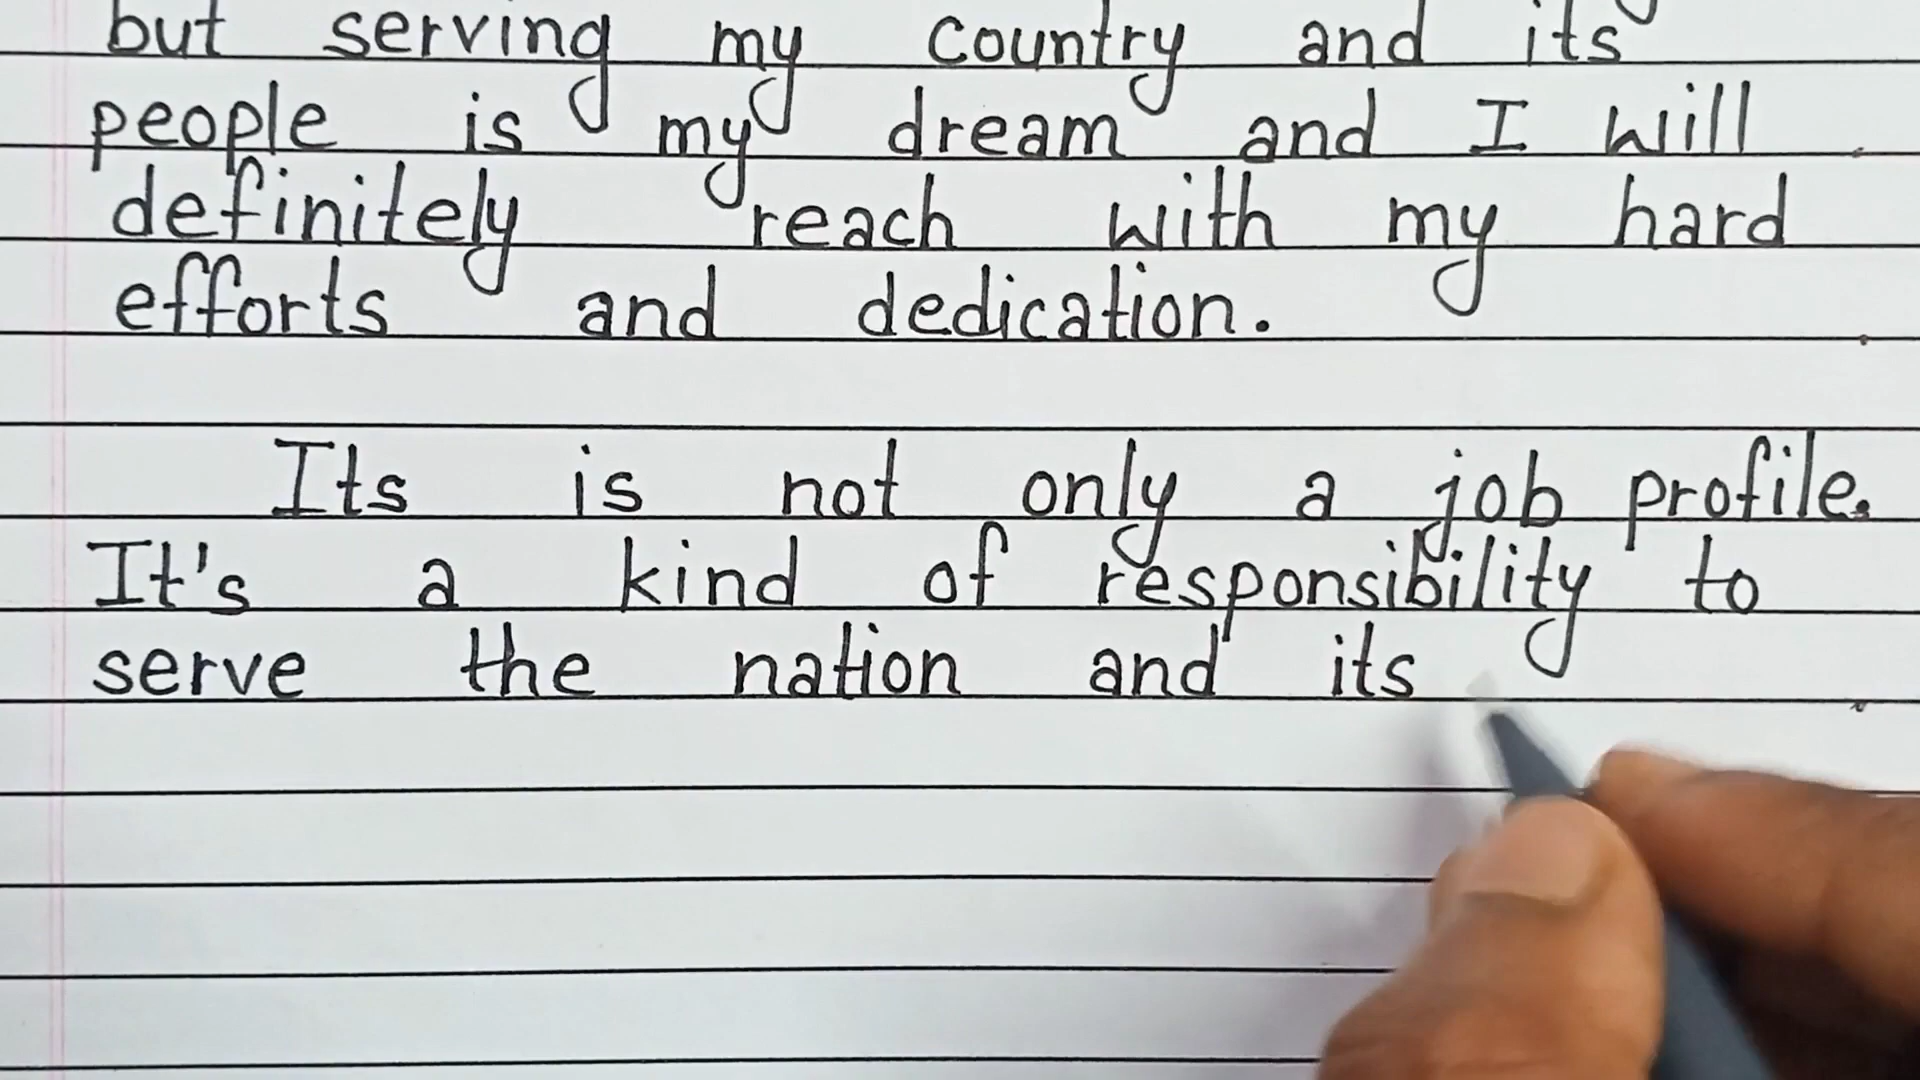 but serving my country and its
people is my dream and I will
definitely reach with my hard
efforts and dedication.
Its is not only a job profile.
It's a kind of responsibility to
serve the nation and its